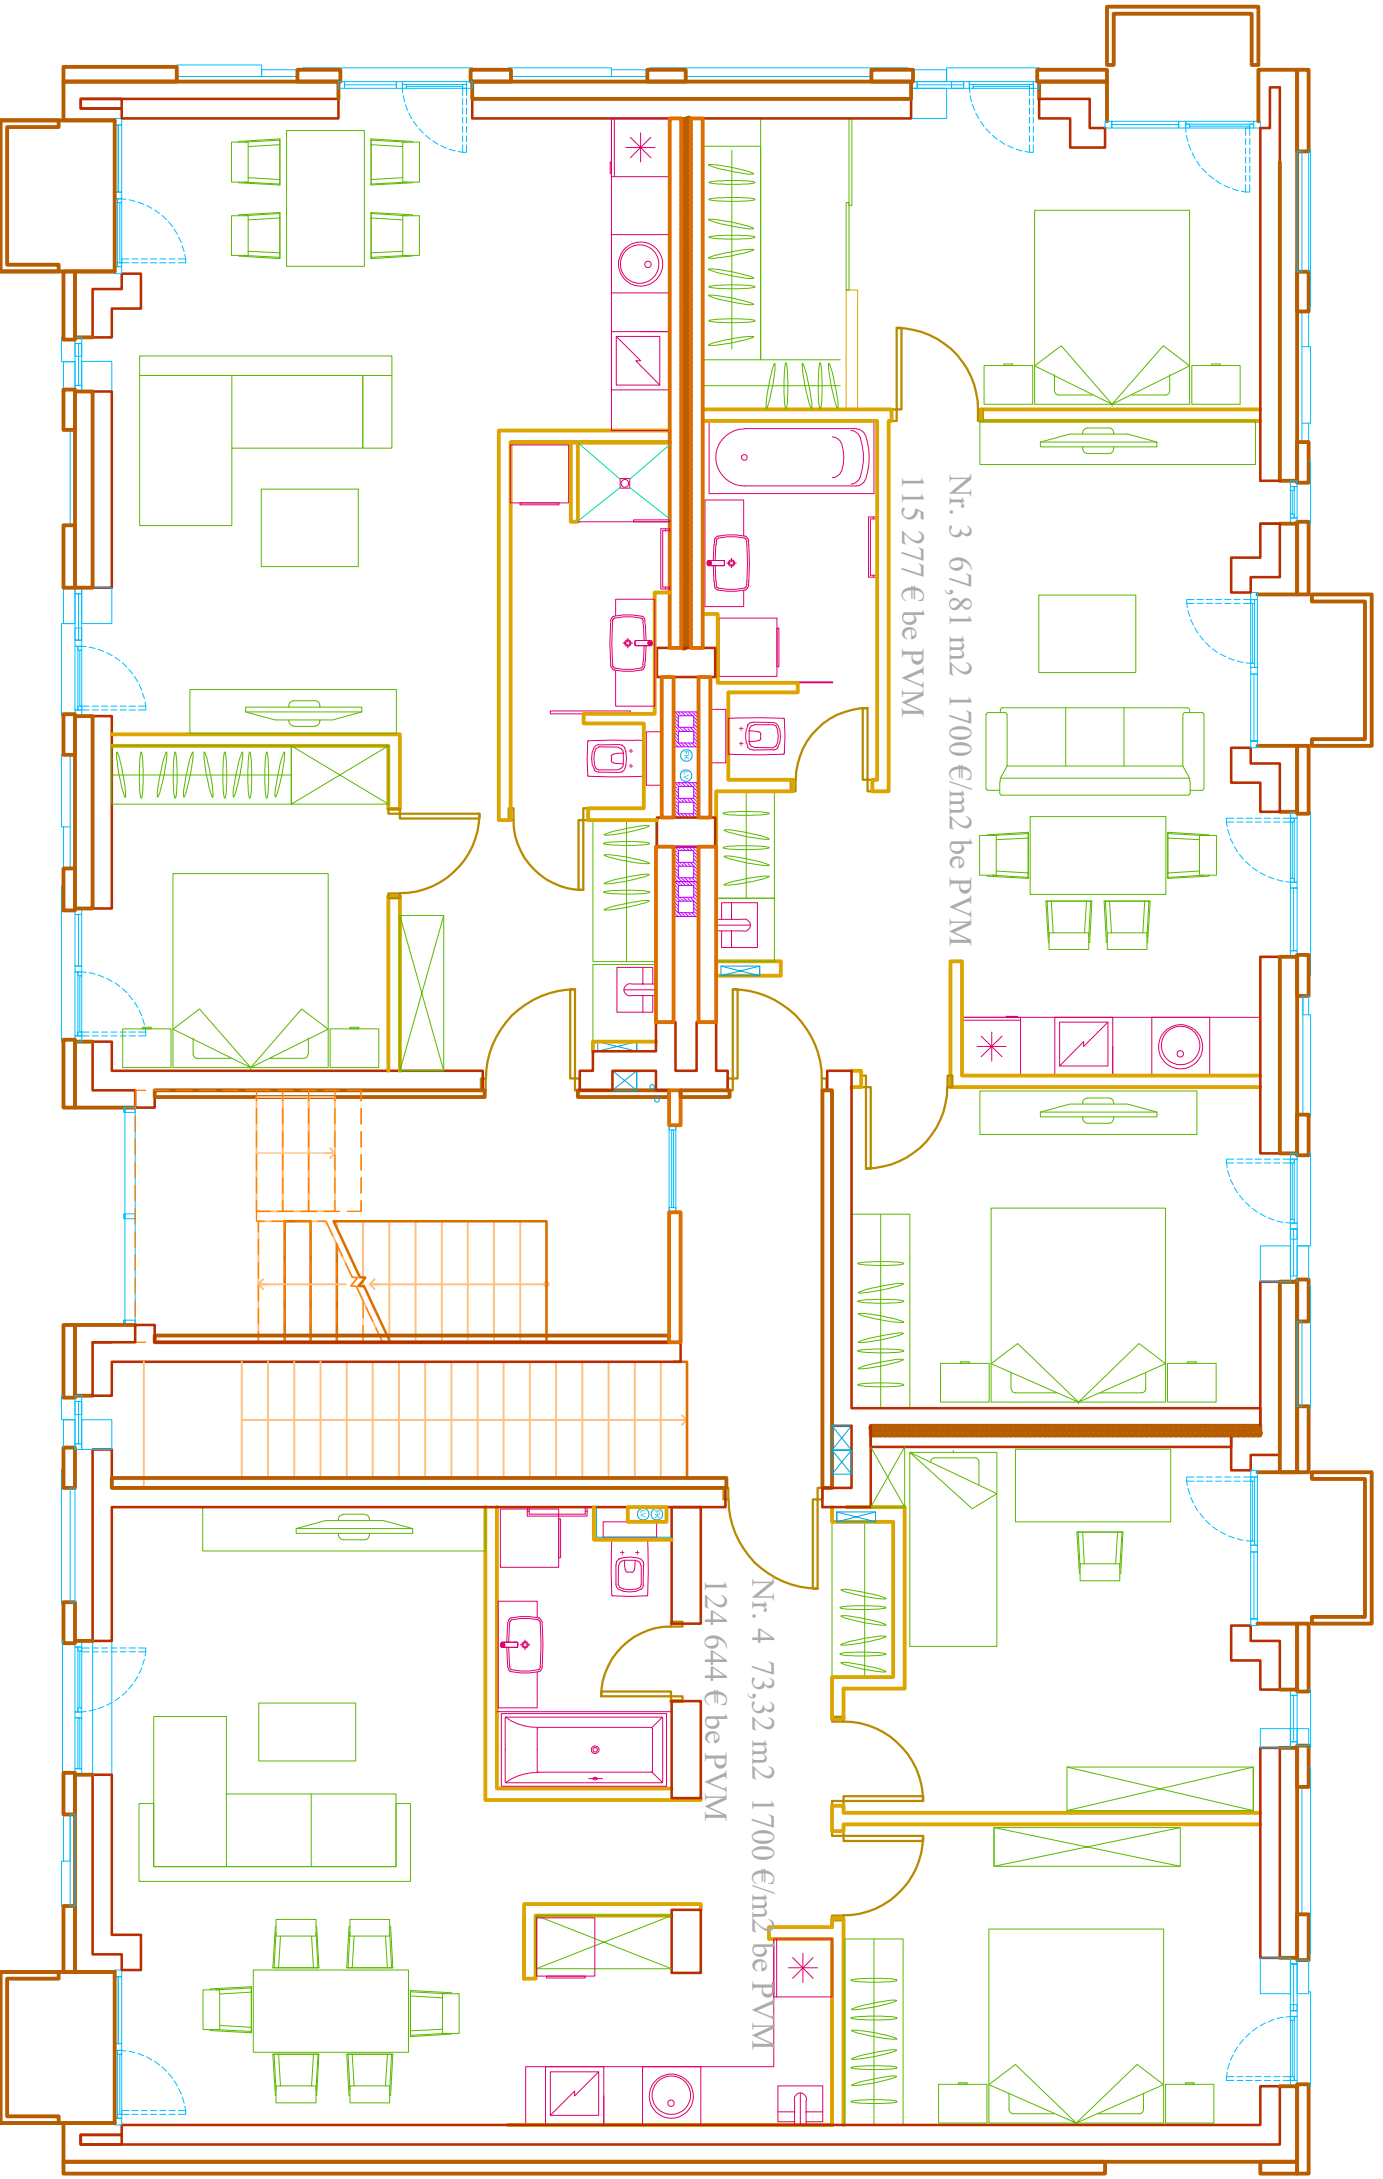 Nr. 3 67,81 m2 1700 €/m2 be PVM
115 277 € be PVM
Nr. 4 73,32 m2 1700 €/m2 be PVM
124 644 € be PVM